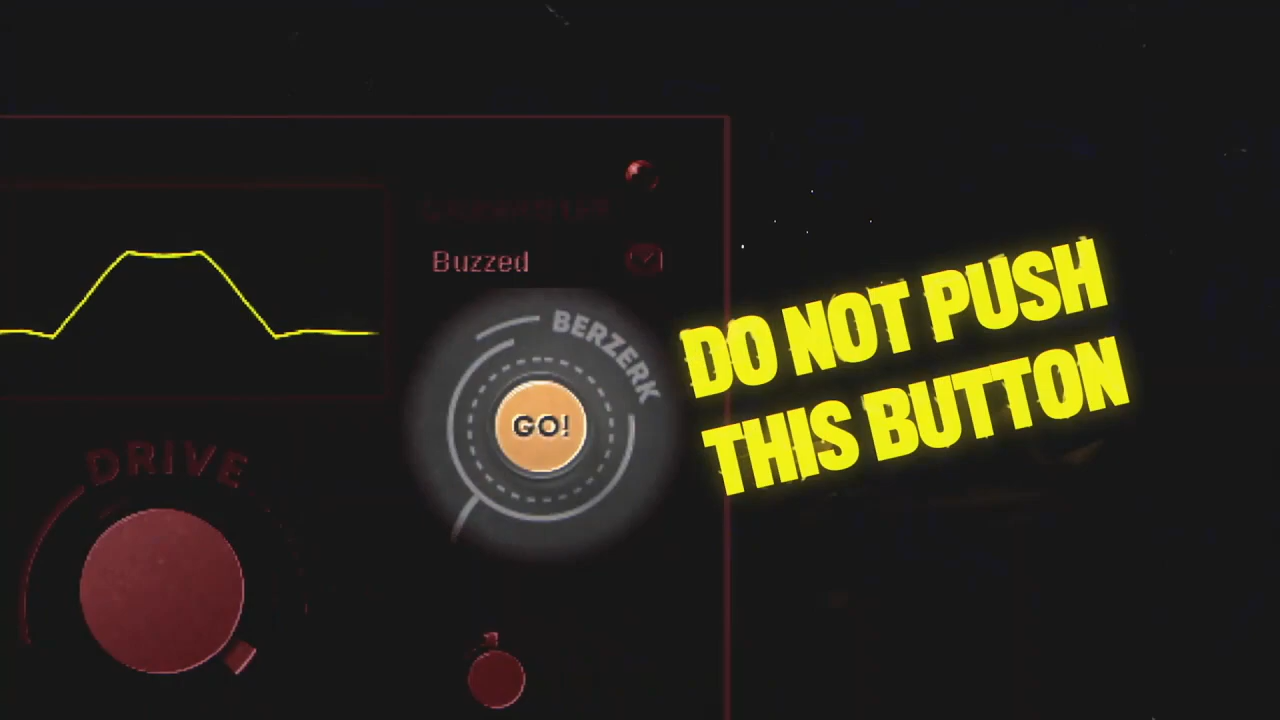 Buzzed
BERZERK
GO!
DO NOT PUSH
THIS BUTTON
DRIVE